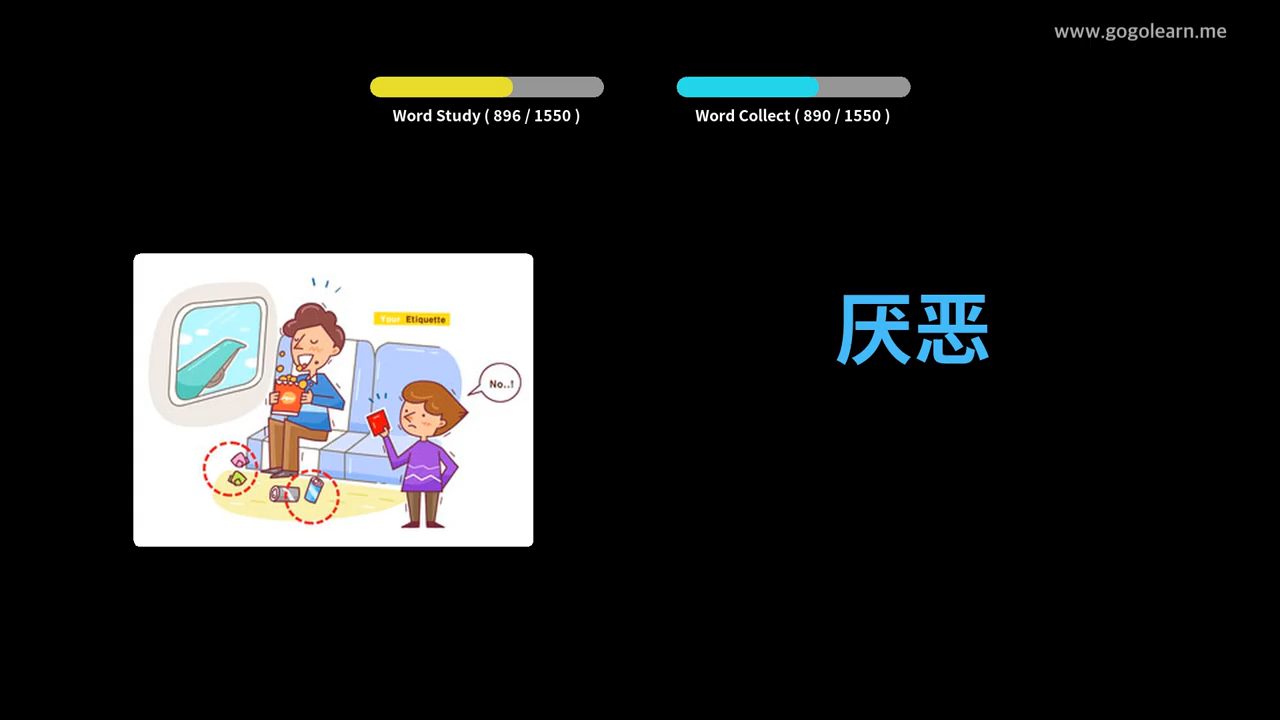 www.gogolearn.me
Word Study ( 896 / 1550 )
Word Collect ( 890 / 1550 )
Your Etiquette
No..!
厌恶